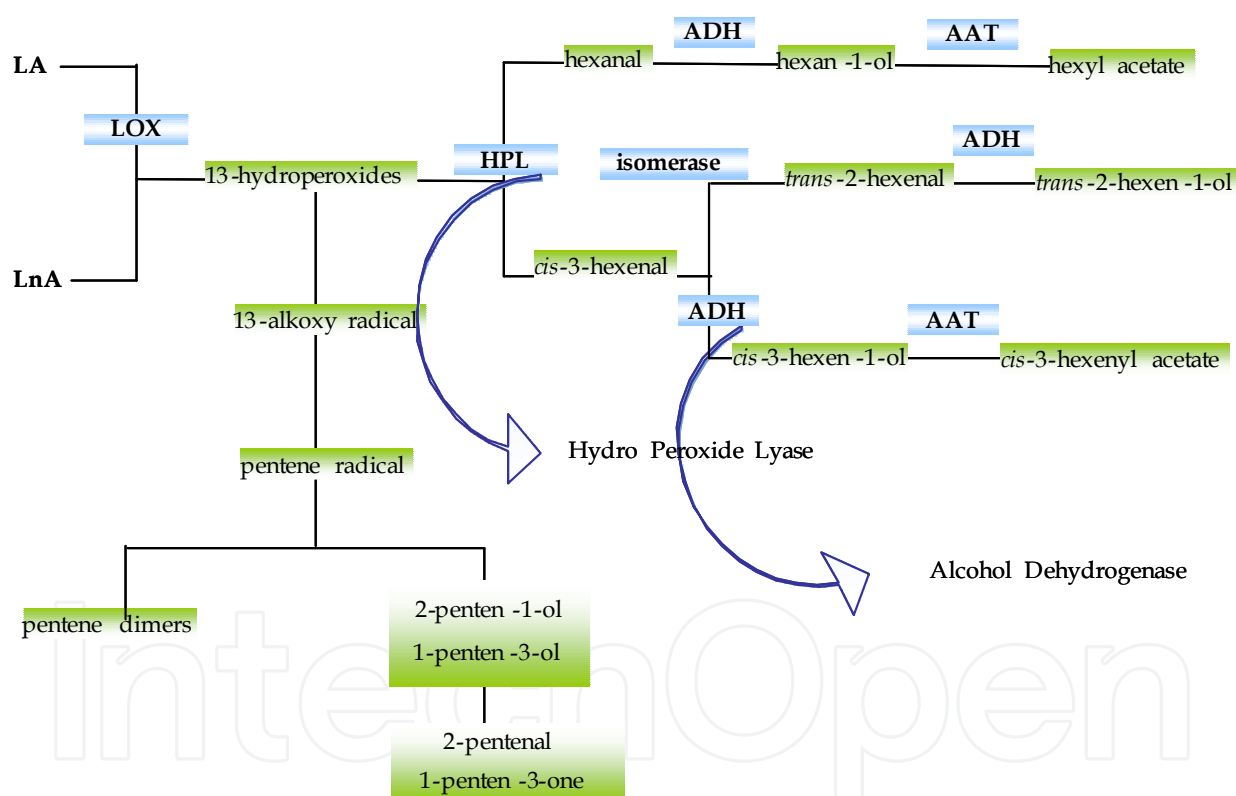 ADH
AAT
LA
hexanal
hexan -1-ol
hexyl acetate
LOX
ADH
HPL
isomerase
13-hydroperoxides
trans-2-hexenal
trans-2-hexen -1-ol
LnA
cis-3-hexenal
13-alkoxy radical
ADH
AAT
cis-3-hexen -1-ol
cis-3-hexenyl acetate
pentene radical
Hydro Peroxide Lyase
Alcohol Dehydrogenase
pentene dimers
2-penten -1-ol
1-penten -3-ol
2-pentenal
1-penten -3-one
IntechOpen